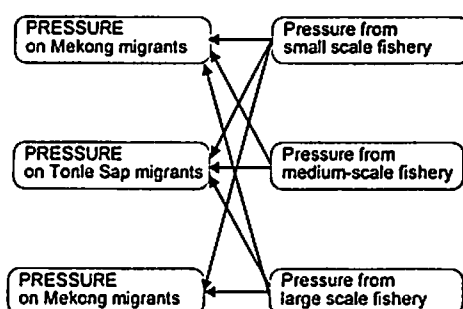 PRESSURE
on Mekong migrants
Pressure from
small scale fishery
PRESSURE
on Tonle Sap migrants
Pressure from
medium-scale fishery
PRESSURE
on Mekong migrants
Pressure from
large scale fishery